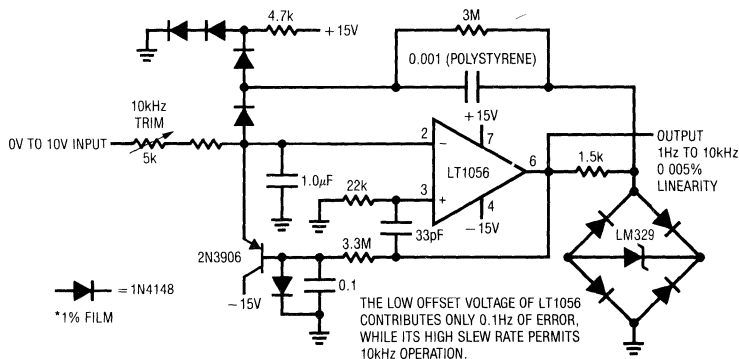 4.7k
+15V
3M
0.001 (POLYSTYRENE)
10kHz
TRIM
+15V
0V TO 10V INPUT
5k
2
–
7
LT1056
6
OUTPUT
1Hz TO 10kHz
0 005%
LINEARITY
1.5k
1.0μF
22k
3
+
4
–15V
33pF
LM329
2N3906
3.3M
0.1
–15V
= 1N4148
*1% FILM
THE LOW OFFSET VOLTAGE OF LT1056
CONTRIBUTES ONLY 0.1Hz OF ERROR,
WHILE ITS HIGH SLEW RATE PERMITS
10kHz OPERATION.